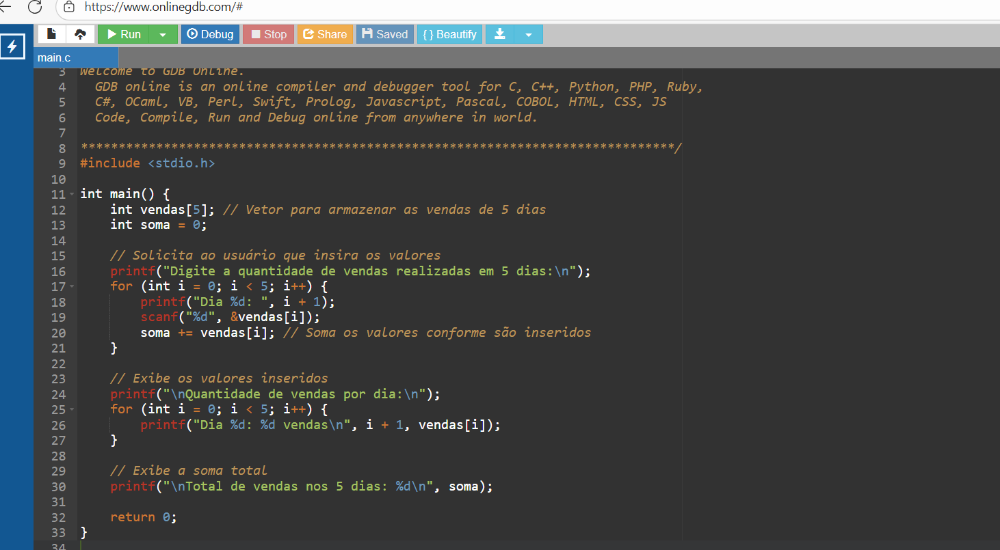 https://www.onlinegdb.com/#
Run Debug Stop Share Saved { } Beautify
main.c
3 Welcome to GDB Online.
4 GDB online is an online compiler and debugger tool for C, C++, Python, PHP, Ruby,
5 C#, OCaml, VB, Perl, Swift, Prolog, Javascript, Pascal, COBOL, HTML, CSS, JS
6 Code, Compile, Run and Debug online from anywhere in world.
7
8 *******************************************************************************/
9 #include <stdio.h>
10
11 int main() {
12     int vendas[5]; // Vetor para armazenar as vendas de 5 dias
13     int soma = 0;
14
15     // Solicita ao usuário que insira os valores
16     printf("Digite a quantidade de vendas realizadas em 5 dias:\n");
17     for (int i = 0; i < 5; i++) {
18         printf("Dia %d: ", i + 1);
19         scanf("%d", &vendas[i]);
20         soma += vendas[i]; // Soma os valores conforme são inseridos
21     }
22
23     // Exibe os valores inseridos
24     printf("\nQuantidade de vendas por dia:\n");
25     for (int i = 0; i < 5; i++) {
26         printf("Dia %d: %d vendas\n", i + 1, vendas[i]);
27     }
28
29     // Exibe a soma total
30     printf("\nTotal de vendas nos 5 dias: %d\n", soma);
31
32     return 0;
33 }
34